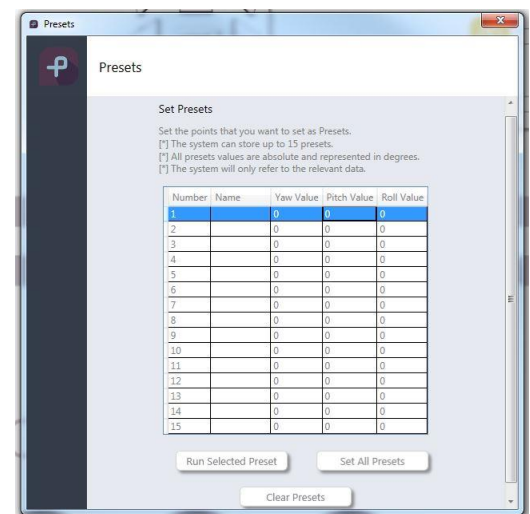 Presets
Presets
Set Presets
Set the points that you want to set as Presets.
[*] The system can store up to 15 presets.
[*] All presets values are absolute and represented in degrees.
[*] The system will only refer to the relevant data.
Number Name Yaw Value Pitch Value Roll Value
1 0 0 0
2 0 0 0
3 0 0 0
4 0 0 0
5 0 0 0
6 0 0 0
7 0 0 0
8 0 0 0
9 0 0 0
10 0 0 0
11 0 0 0
12 0 0 0
13 0 0 0
14 0 0 0
15 0 0 0
Run Selected Preset Set All Presets
Clear Presets